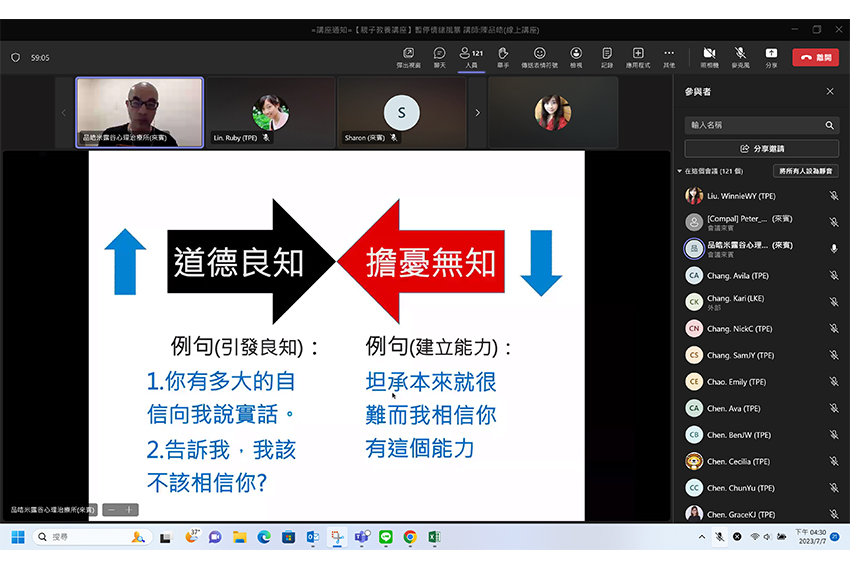 =講座通知=【親子教養講座】暫停情緒風暴 講師:陳品皓(線上講座)
59:05
彈出視窗
聊天
121
人員
舉手
傳送表情符號
檢視
記錄
應用程式
其他
照相機
麥克風
分享
離開
品皓米露谷心理治療所(來賓)
Lin. Ruby (TPE)
S
Sharon (來賓)
參與者
輸入名稱
分享邀請
在這個會議 (121 個)
將所有人設為靜音
Liu. WinnieWY (TPE)
[Compal] Peter_... (來賓)
會議來賓
品
品皓米露谷心理... (來賓)
會議來賓
CA
Chang. Avila (TPE)
CK
Chang. Kari (LKE)
外部
CN
Chang. NickC (TPE)
CS
Chang. SamJY (TPE)
CE
Chao. Emily (TPE)
CA
Chen. Ava (TPE)
CB
Chen. BenJW (TPE)
Chen. Cecilia (TPE)
CC
Chen. ChunYu (TPE)
Chen. GraceKJ (TPE)
道德良知
擔憂無知
例句(引發良知)：
1.你有多大的自
信向我說實話。
2.告訴我，我該
不該相信你?
例句(建立能力)：
坦承本來就很
難而我相信你
有這個能力
品皓米露谷心理治療所(來賓)
搜尋
37°
下午 04:30
2023/7/7